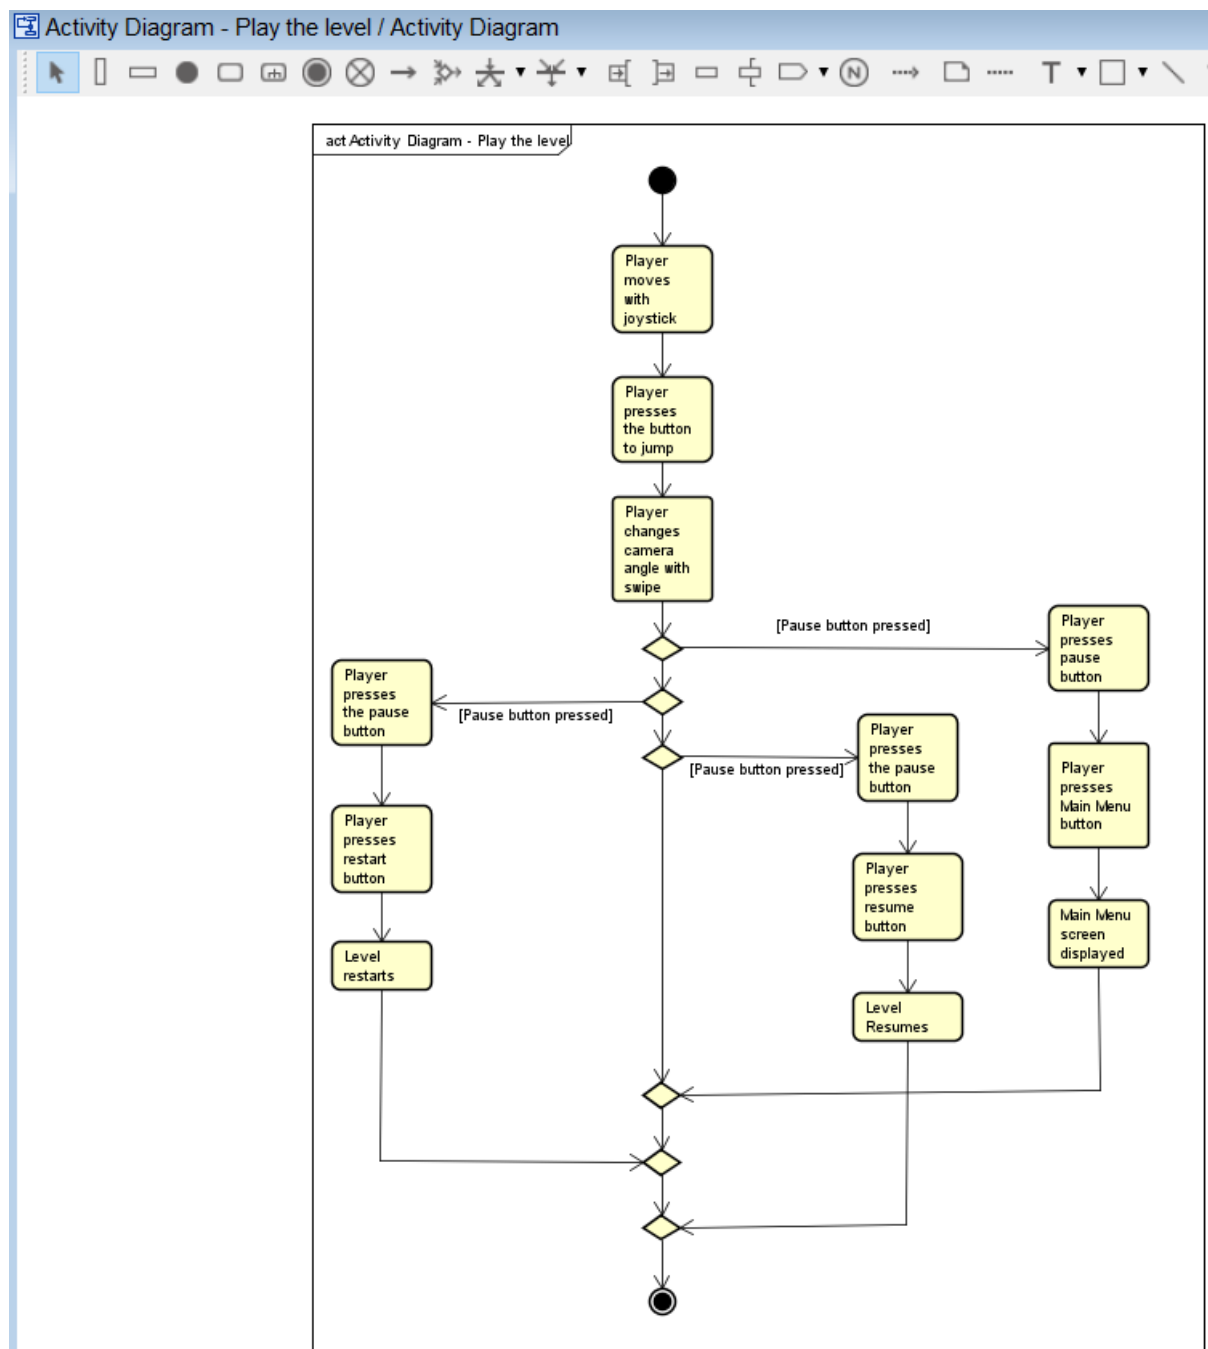 Activity Diagram - Play the level / Activity Diagram
N
T
act Activity Diagram - Play the level
Player
moves
with
joystick
Player
presses
the button
to jump
Player
changes
camera
angle with
swipe
[Pause button pressed]
Player
presses
pause
button
Player
presses
the pause
button
[Pause button pressed]
Player
presses
the pause
button
[Pause button pressed]
Player
presses
Main Menu
button
Player
presses
restart
button
Player
presses
resume
button
Main Menu
screen
displayed
Level
restarts
Level
Resumes